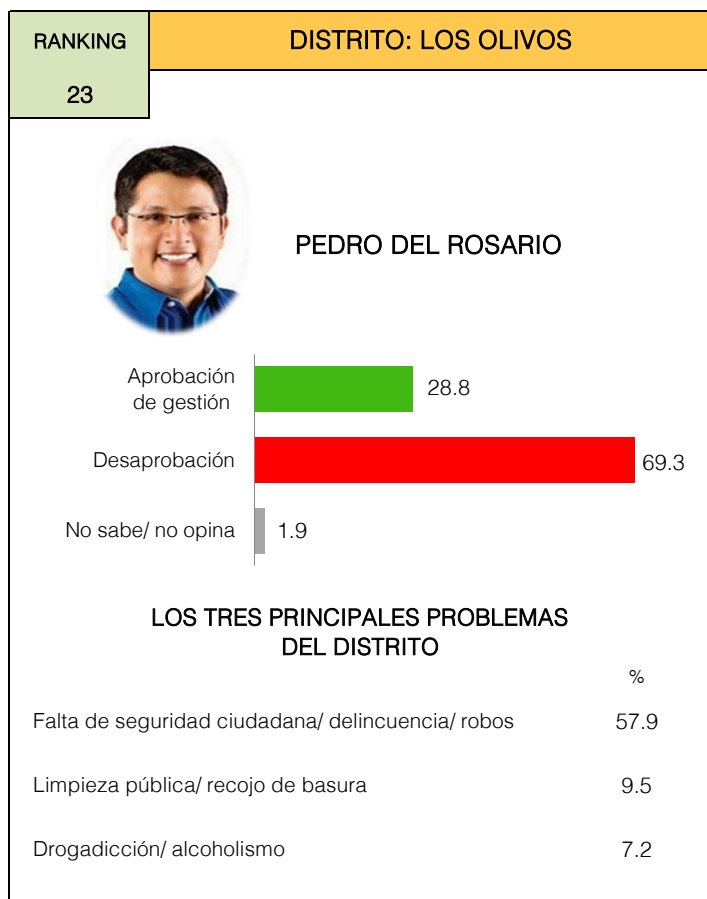 RANKING
23
DISTRITO: LOS OLIVOS
PEDRO DEL ROSARIO
Aprobación
de gestión
28.8
Desaprobación
69.3
No sabe/ no opina
1.9
LOS TRES PRINCIPALES PROBLEMAS
DEL DISTRITO
%
Falta de seguridad ciudadana/ delincuencia/ robos 57.9
Limpieza pública/ recojo de basura 9.5
Drogadicción/ alcoholismo 7.2